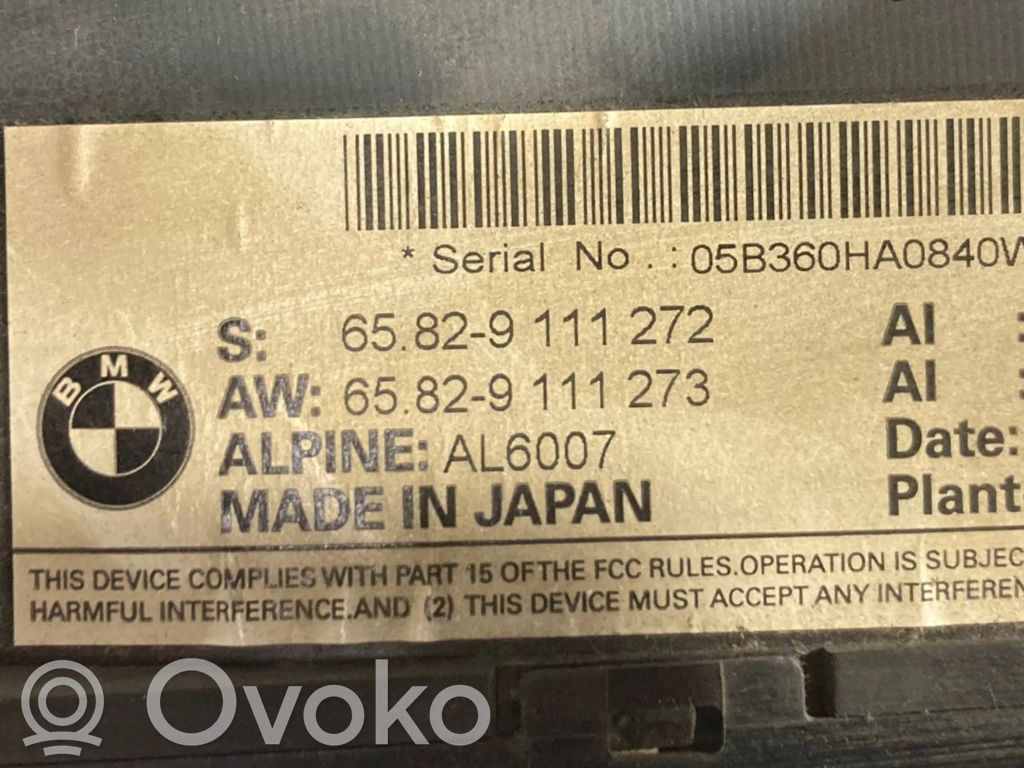 * Serial No . : 05B360HA0840W
S: 65.82-9 111 272 AI :
AW: 65.82-9 111 273 AI :
ALPINE: AL6007 Date:
MADE IN JAPAN Plant
BMW
THIS DEVICE COMPLIES WITH PART 15 OF THE FCC RULES.OPERATION IS SUBJEC
HARMFUL INTERFERENCE.AND (2) THIS DEVICE MUST ACCEPT ANY INTERFEREN
Ovoko